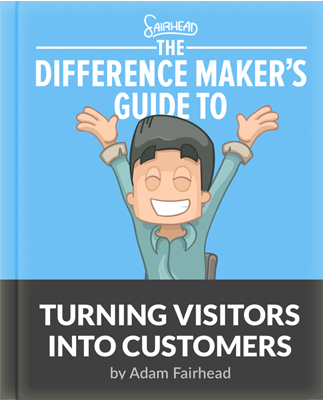 FAIRHEAD
THE
DIFFERENCE MAKER'S
GUIDE TO
TURNING VISITORS
INTO CUSTOMERS
by Adam Fairhead